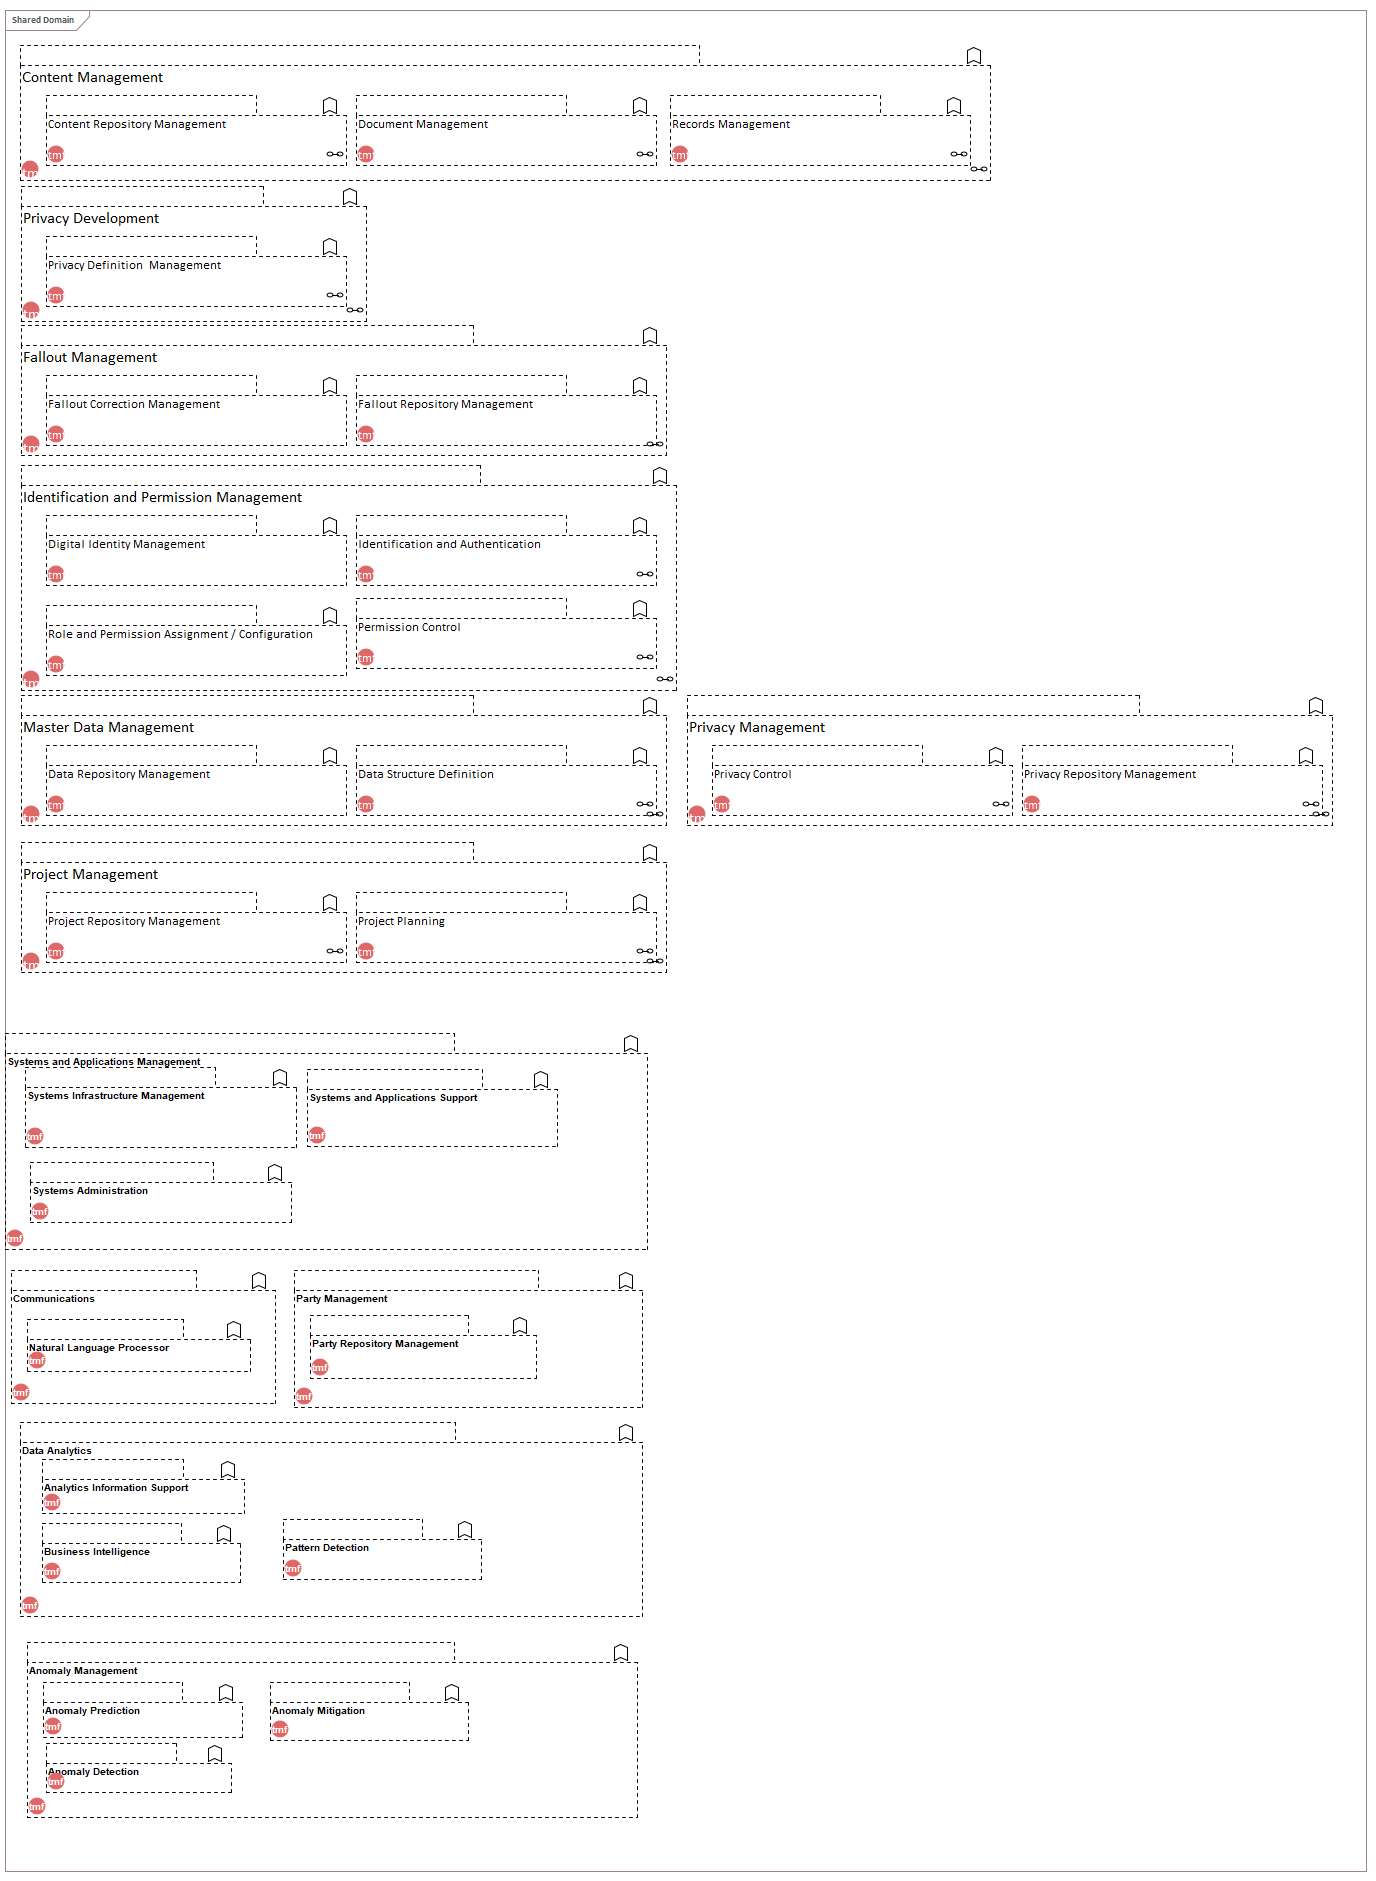 Shared Domain
Content Management
Content Repository Management
Document Management
Records Management
tmf
tmf
tmf
tm
Privacy Development
Privacy Definition  Management
tmf
tm
Fallout Management
Fallout Correction Management
Fallout Repository Management
tmf
tmf
tm
Identification and Permission Management
Digital Identity Management
Identification and Authentication
tmf
tmf
Role and Permission Assignment / Configuration
Permission Control
tmf
tmf
tm
Master Data Management
Data Repository Management
Data Structure Definition
tmf
tmf
tm
Privacy Management
Privacy Control
Privacy Repository Management
tmf
tmf
tm
Project Management
Project Repository Management
Project Planning
tmf
tmf
tm
Systems and Applications Management
Systems Infrastructure Management
Systems and Applications Support
tmf
tmf
Systems Administration
tmf
tmf
Communications
Natural Language Processor
tmf
tmf
Party Management
Party Repository Management
tmf
tmf
Data Analytics
Analytics Information Support
tmf
Business Intelligence
tmf
Pattern Detection
tmf
tmf
Anomaly Management
Anomaly Prediction
tmf
Anomaly Mitigation
tmf
Anomaly Detection
tmf
tmf